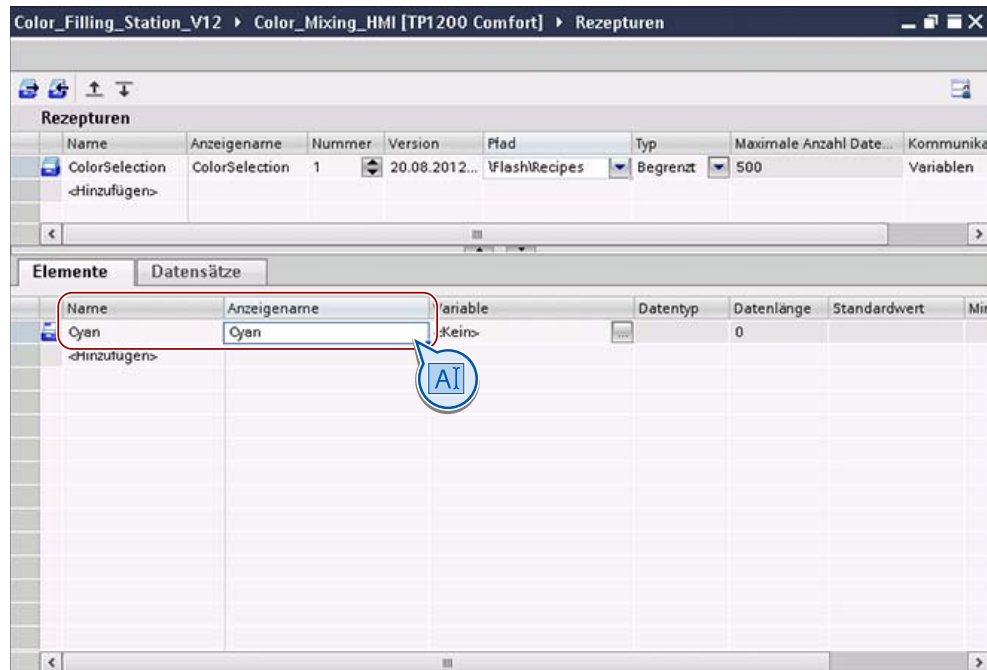 Color_Filling_Station_V12 ▸ Color_Mixing_HMI [TP1200 Comfort] ▸ Rezepturen
Rezepturen
Name Anzeigename Nummer Version Pfad Typ Maximale Anzahl Date... Kommunika
ColorSelection ColorSelection 1 20.08.2012... \Flash\Recipes Begrenzt 500 Variablen
<Hinzufügen>
Elemente Datensätze
Name Anzeigename Variable Datentyp Datenlänge Standardwert Min
Cyan Cyan <Kein> ... 0
<Hinzufügen>
AI